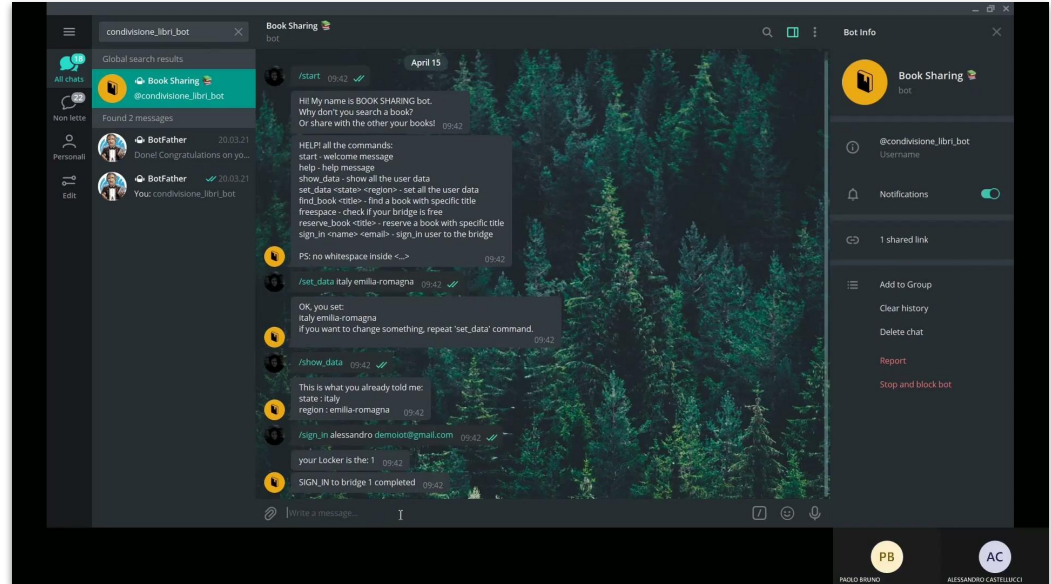 condivisione_libri_bot
Global search results
Book Sharing 📚
@condivisione_libri_bot
Found 2 messages
BotFather 20.03.21
Done! Congratulations on yo...
BotFather 20.03.21
You: condivisione_libri_bot
18
All chats
22
Non lette
Personali
Edit
Book Sharing 📚
bot
April 15
/start 09:42
Hi! My name is BOOK SHARING bot.
Why don't you search a book?
Or share with the other your books! 09:42
HELP! all the commands:
start - welcome message
help - help message
show_data - show all the user data
set_data <state> <region> - set all the user data
find_book <title> - find a book with specific title
freespace - check if your bridge is free
reserve_book <title> - reserve a book with specific title
sign_in <name> <email> - sign_in user to the bridge
PS: no whitespace inside <...> 09:42
/set_data italy emilia-romagna 09:42
OK, you set:
italy emilia-romagna
if you want to change something, repeat 'set_data' command.
09:42
/show_data 09:42
This is what you already told me:
state : italy
region : emilia-romagna 09:42
/sign_in alessandro demoiot@gmail.com 09:42
your Locker is the: 1 09:42
SIGN_IN to bridge 1 completed 09:42
Write a message...
Bot Info
Book Sharing 📚
bot
@condivisione_libri_bot
Username
Notifications
1 shared link
Add to Group
Clear history
Delete chat
Report
Stop and block bot
PB
PAOLO BRUNO
AC
ALESSANDRO CASTELLUCCI